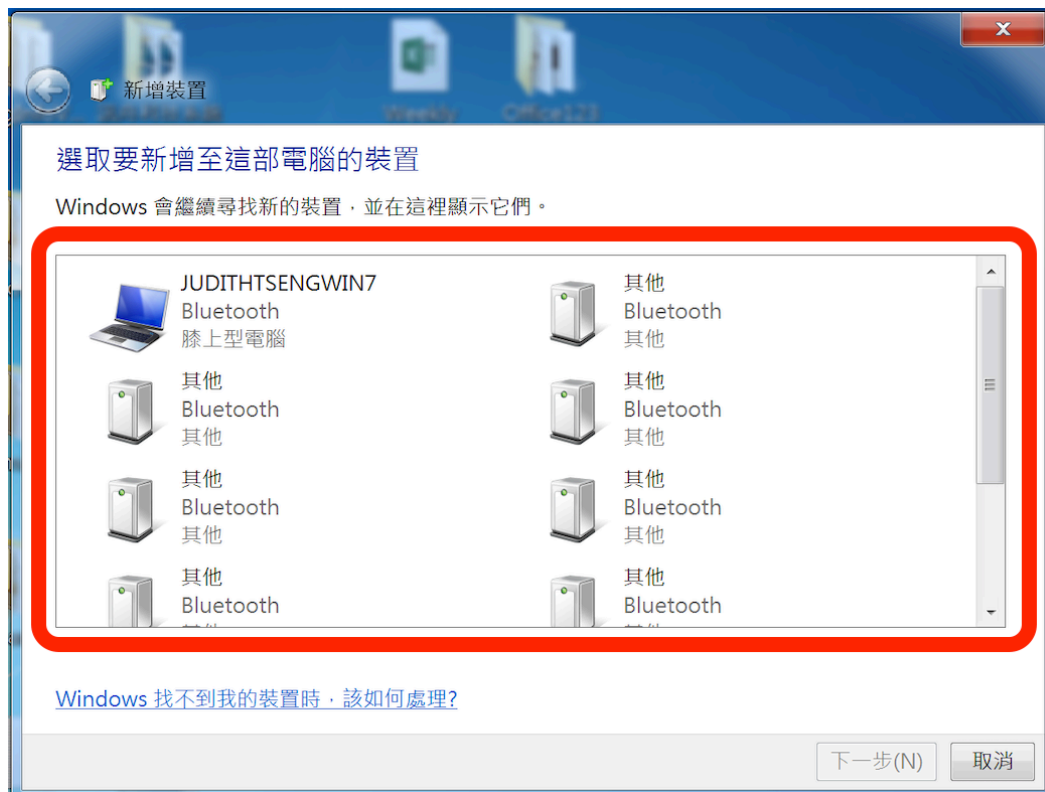 新增裝置
Weekly
Office123
選取要新增至這部電腦的裝置
Windows 會繼續尋找新的裝置，並在這裡顯示它們。
JUDITHTSENGWIN7
Bluetooth
膝上型電腦
其他
Bluetooth
其他
其他
Bluetooth
其他
其他
Bluetooth
其他
其他
Bluetooth
其他
其他
Bluetooth
其他
其他
Bluetooth
其他
Bluetooth
Windows 找不到我的裝置時，該如何處理?
下一步(N)
取消